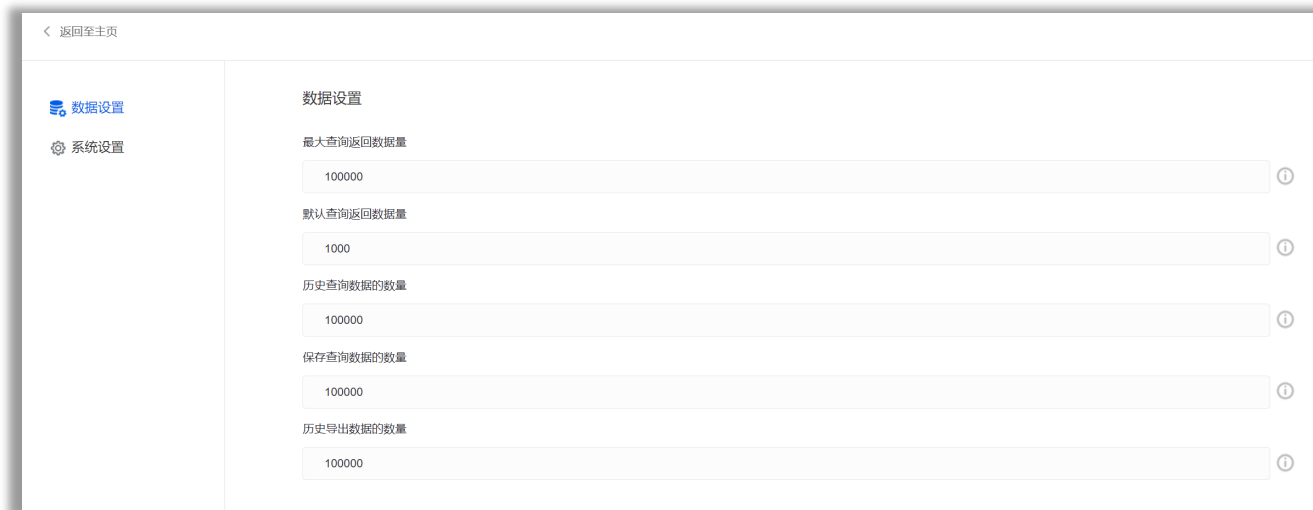 返回至主页
数据设置
系统设置
数据设置
最大查询返回数据量
100000
默认查询返回数据量
1000
历史查询数据的数量
100000
保存查询数据的数量
100000
历史导出数据的数量
100000